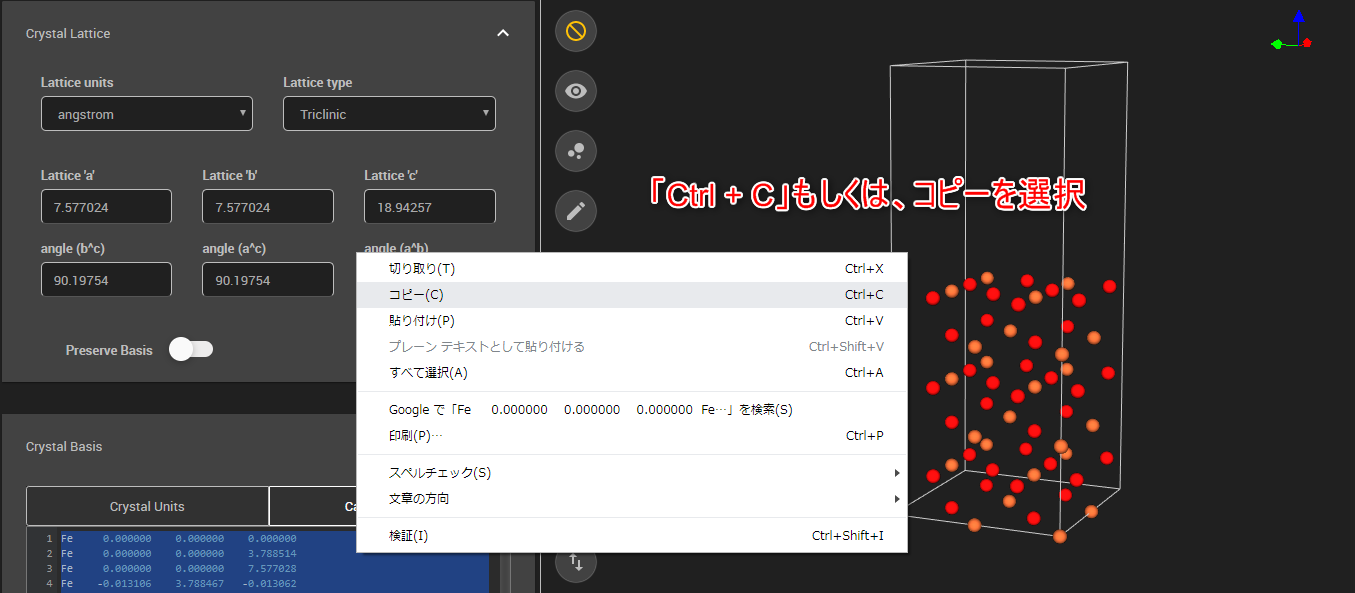 Crystal Lattice
Lattice units
Lattice type
angstrom
Triclinic
Lattice 'a'
Lattice 'b'
Lattice 'c'
7.577024
7.577024
18.94257
angle (b^c)
angle (a^c)
angle (a^b)
90.19754
90.19754
Preserve Basis
「Ctrl + C」もしくは、コピーを選択
切り取り(T) Ctrl+X
コピー(C) Ctrl+C
貼り付け(P) Ctrl+V
プレーン テキストとして貼り付ける Ctrl+Shift+V
すべて選択(A) Ctrl+A
Google で「Fe 0.000000 0.000000 0.000000 Fe…」を検索(S)
印刷(P)… Ctrl+P
スペルチェック(S)
文章の方向
検証(I) Ctrl+Shift+I
Crystal Basis
Crystal Units
Ca
1 Fe 0.000000 0.000000 0.000000
2 Fe 0.000000 0.000000 3.788514
3 Fe 0.000000 0.000000 7.577028
4 Fe -0.013106 3.788467 -0.013062